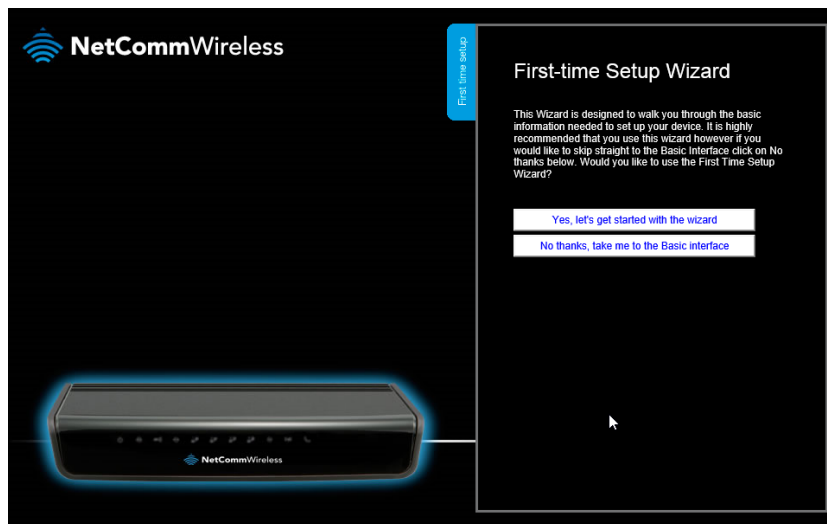 NetCommWireless
First time setup
First-time Setup Wizard
This Wizard is designed to walk you through the basic
information needed to set up your device. It is highly
recommended that you use this wizard however if you
would like to skip straight to the Basic Interface click on No
thanks below. Would you like to use the First Time Setup
Wizard?
Yes, let's get started with the wizard
No thanks, take me to the Basic interface
NetCommWireless